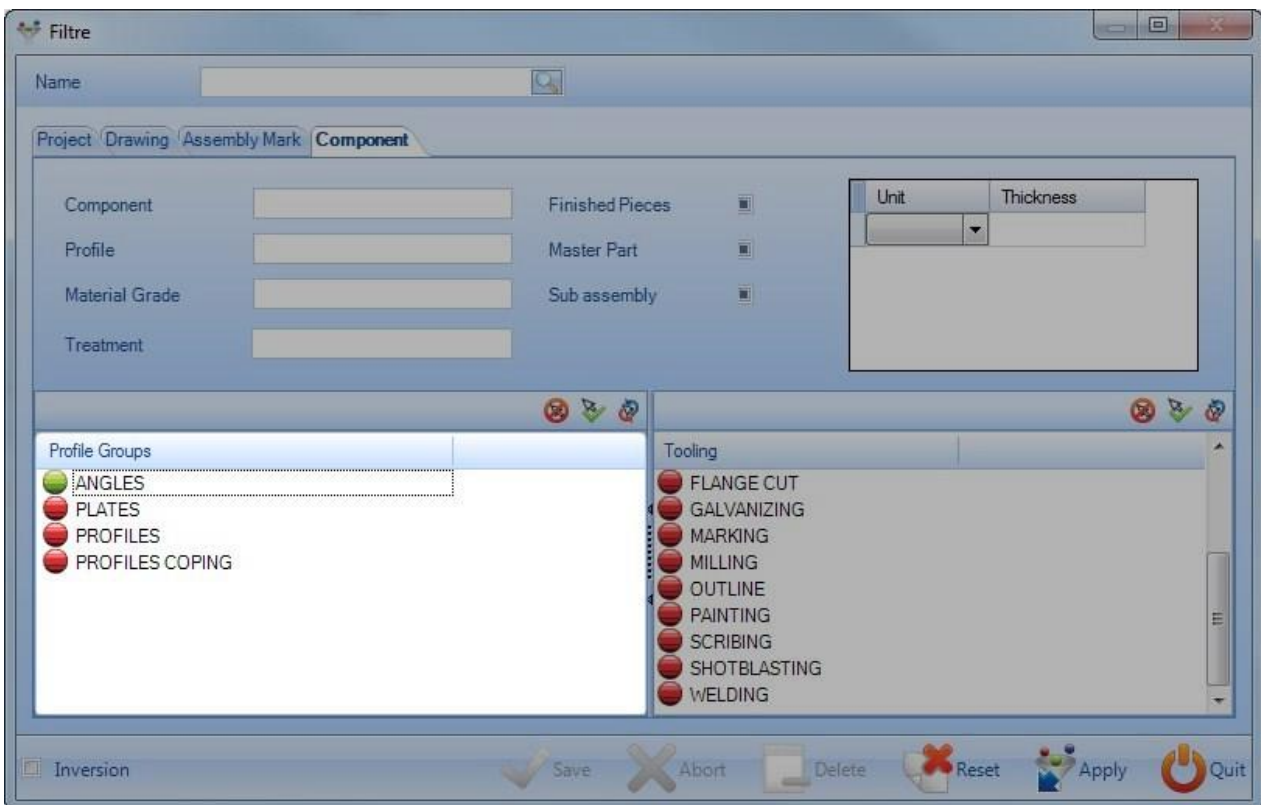 Filtre
Name
Project Drawing Assembly Mark Component
Component Finished Pieces Unit Thickness
Profile Master Part
Material Grade Sub assembly
Treatment
Profile Groups Tooling
ANGLES FLANGE CUT
PLATES GALVANIZING
PROFILES MARKING
PROFILES COPING MILLING
OUTLINE
PAINTING
SCRIBING
SHOTBLASTING
WELDING
Inversion Save Abort Delete Reset Apply Quit